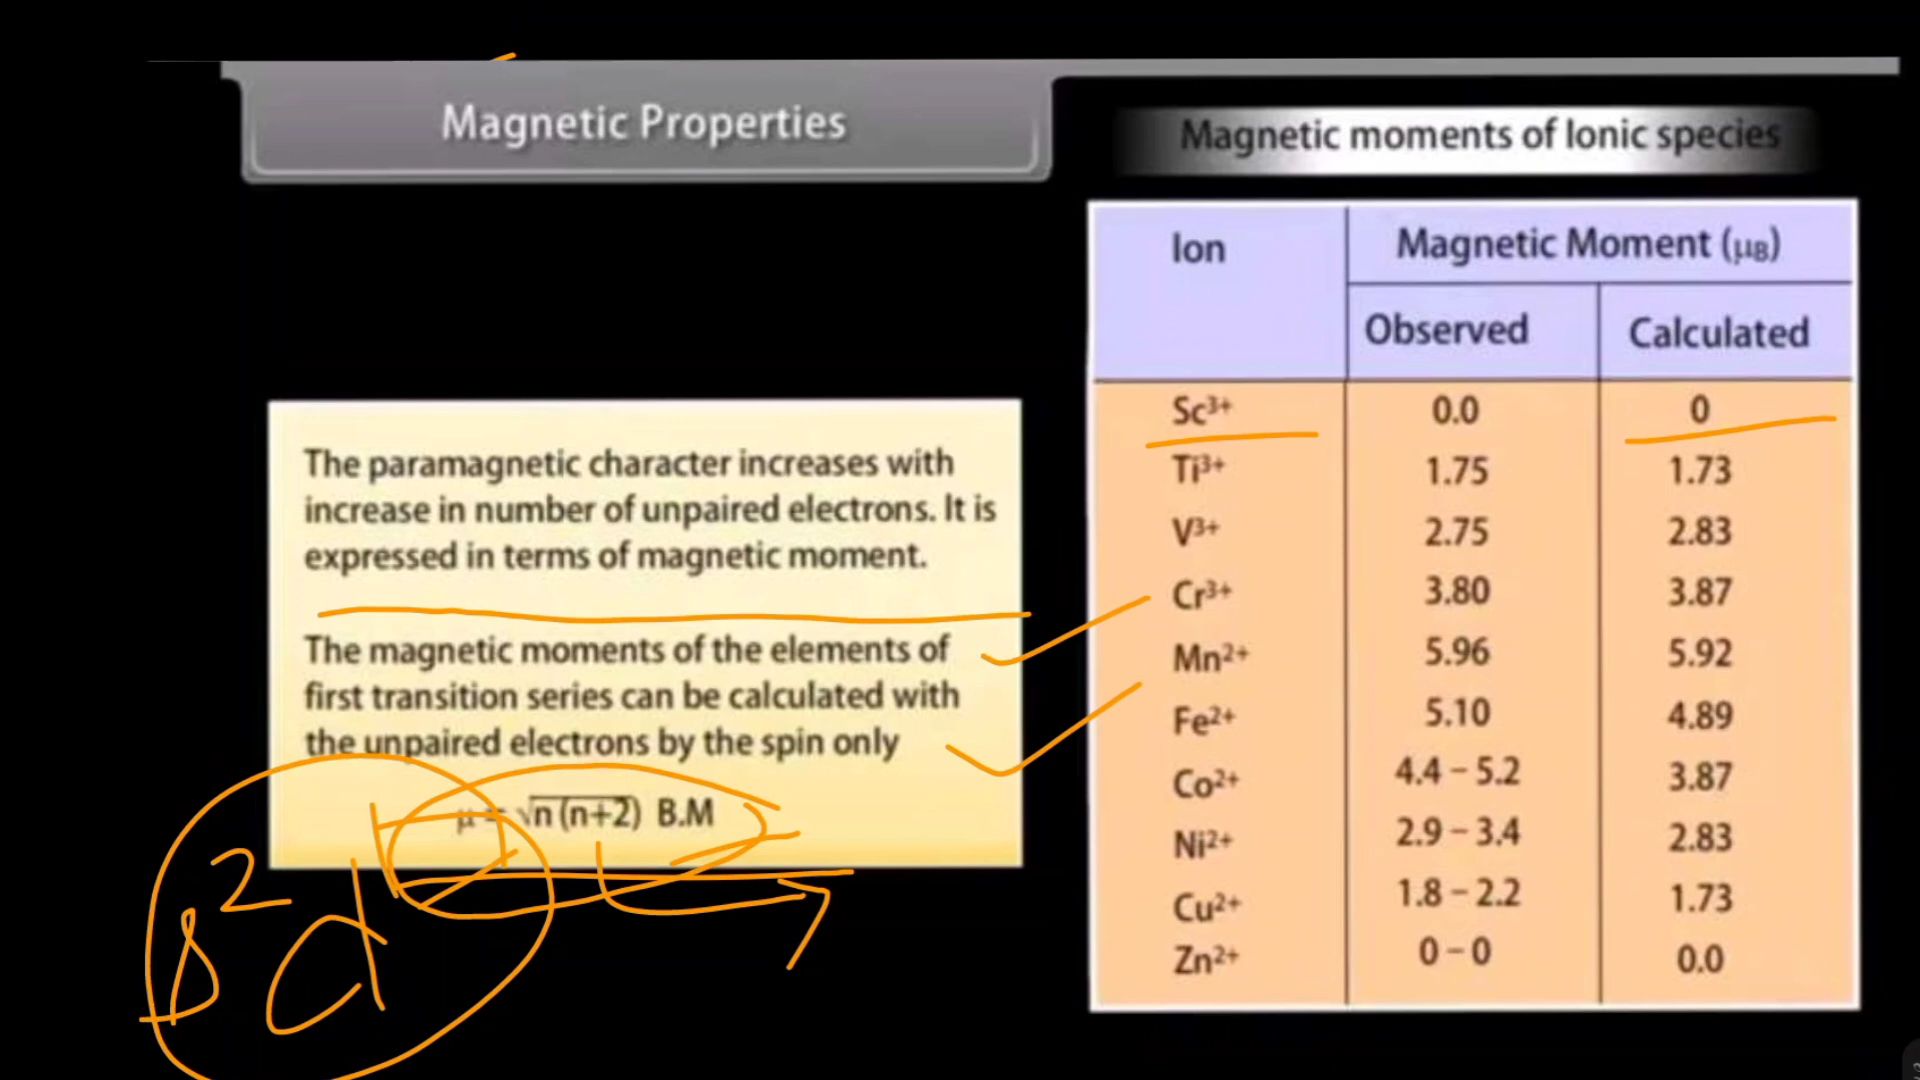 Magnetic Properties
Magnetic moments of Ionic species
The paramagnetic character increases with
increase in number of unpaired electrons. It is
expressed in terms of magnetic moment.
The magnetic moments of the elements of
first transition series can be calculated with
the unpaired electrons by the spin only
μ = √n (n+2) B.M
s² d
Ion Magnetic Moment (μB)
Observed Calculated
Sc³⁺ 0.0 0
Ti³⁺ 1.75 1.73
V³⁺ 2.75 2.83
Cr³⁺ 3.80 3.87
Mn²⁺ 5.96 5.92
Fe²⁺ 5.10 4.89
Co²⁺ 4.4 – 5.2 3.87
Ni²⁺ 2.9 – 3.4 2.83
Cu²⁺ 1.8 – 2.2 1.73
Zn²⁺ 0 – 0 0.0